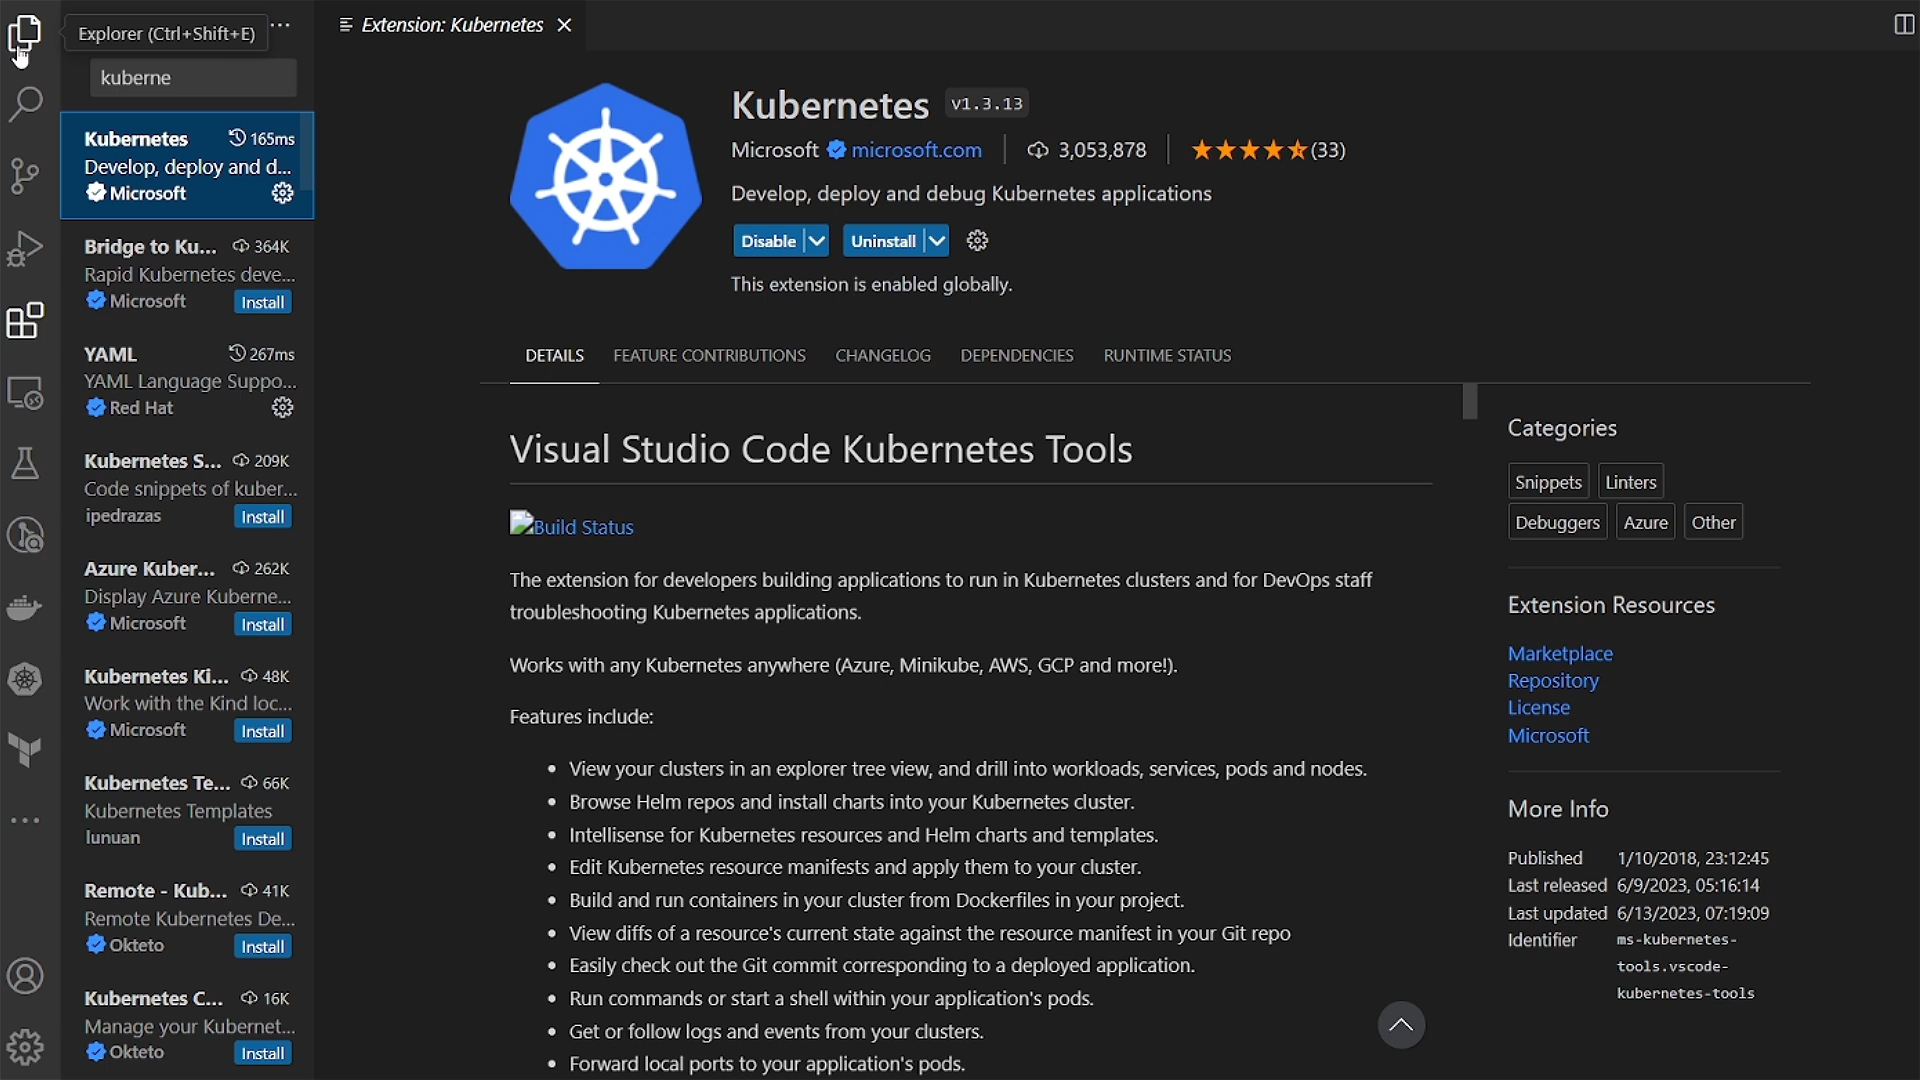 Explorer (Ctrl+Shift+E)
kuberne
Kubernetes 165ms
Develop, deploy and d...
Microsoft
Bridge to Ku... 364K
Rapid Kubernetes deve...
Microsoft Install
YAML 267ms
YAML Language Suppo...
Red Hat
Kubernetes S... 209K
Code snippets of kuber...
ipedrazas Install
Azure Kuber... 262K
Display Azure Kuberne...
Microsoft Install
Kubernetes Ki... 48K
Work with the Kind loc...
Microsoft Install
Kubernetes Te... 66K
Kubernetes Templates
lunuan Install
Remote - Kub... 41K
Remote Kubernetes De...
Okteto Install
Kubernetes C... 16K
Manage your Kubernet...
Okteto Install
Extension: Kubernetes
Kubernetes v1.3.13
Microsoft microsoft.com 3,053,878 (33)
Develop, deploy and debug Kubernetes applications
Disable Uninstall
This extension is enabled globally.
DETAILS FEATURE CONTRIBUTIONS CHANGELOG DEPENDENCIES RUNTIME STATUS
Visual Studio Code Kubernetes Tools
Build Status
The extension for developers building applications to run in Kubernetes clusters and for DevOps staff
troubleshooting Kubernetes applications.
Works with any Kubernetes anywhere (Azure, Minikube, AWS, GCP and more!).
Features include:
• View your clusters in an explorer tree view, and drill into workloads, services, pods and nodes.
• Browse Helm repos and install charts into your Kubernetes cluster.
• Intellisense for Kubernetes resources and Helm charts and templates.
• Edit Kubernetes resource manifests and apply them to your cluster.
• Build and run containers in your cluster from Dockerfiles in your project.
• View diffs of a resource's current state against the resource manifest in your Git repo
• Easily check out the Git commit corresponding to a deployed application.
• Run commands or start a shell within your application's pods.
• Get or follow logs and events from your clusters.
• Forward local ports to your application's pods.
Categories
Snippets Linters
Debuggers Azure Other
Extension Resources
Marketplace
Repository
License
Microsoft
More Info
Published 1/10/2018, 23:12:45
Last released 6/9/2023, 05:16:14
Last updated 6/13/2023, 07:19:09
Identifier ms-kubernetes-
tools.vscode-
kubernetes-tools